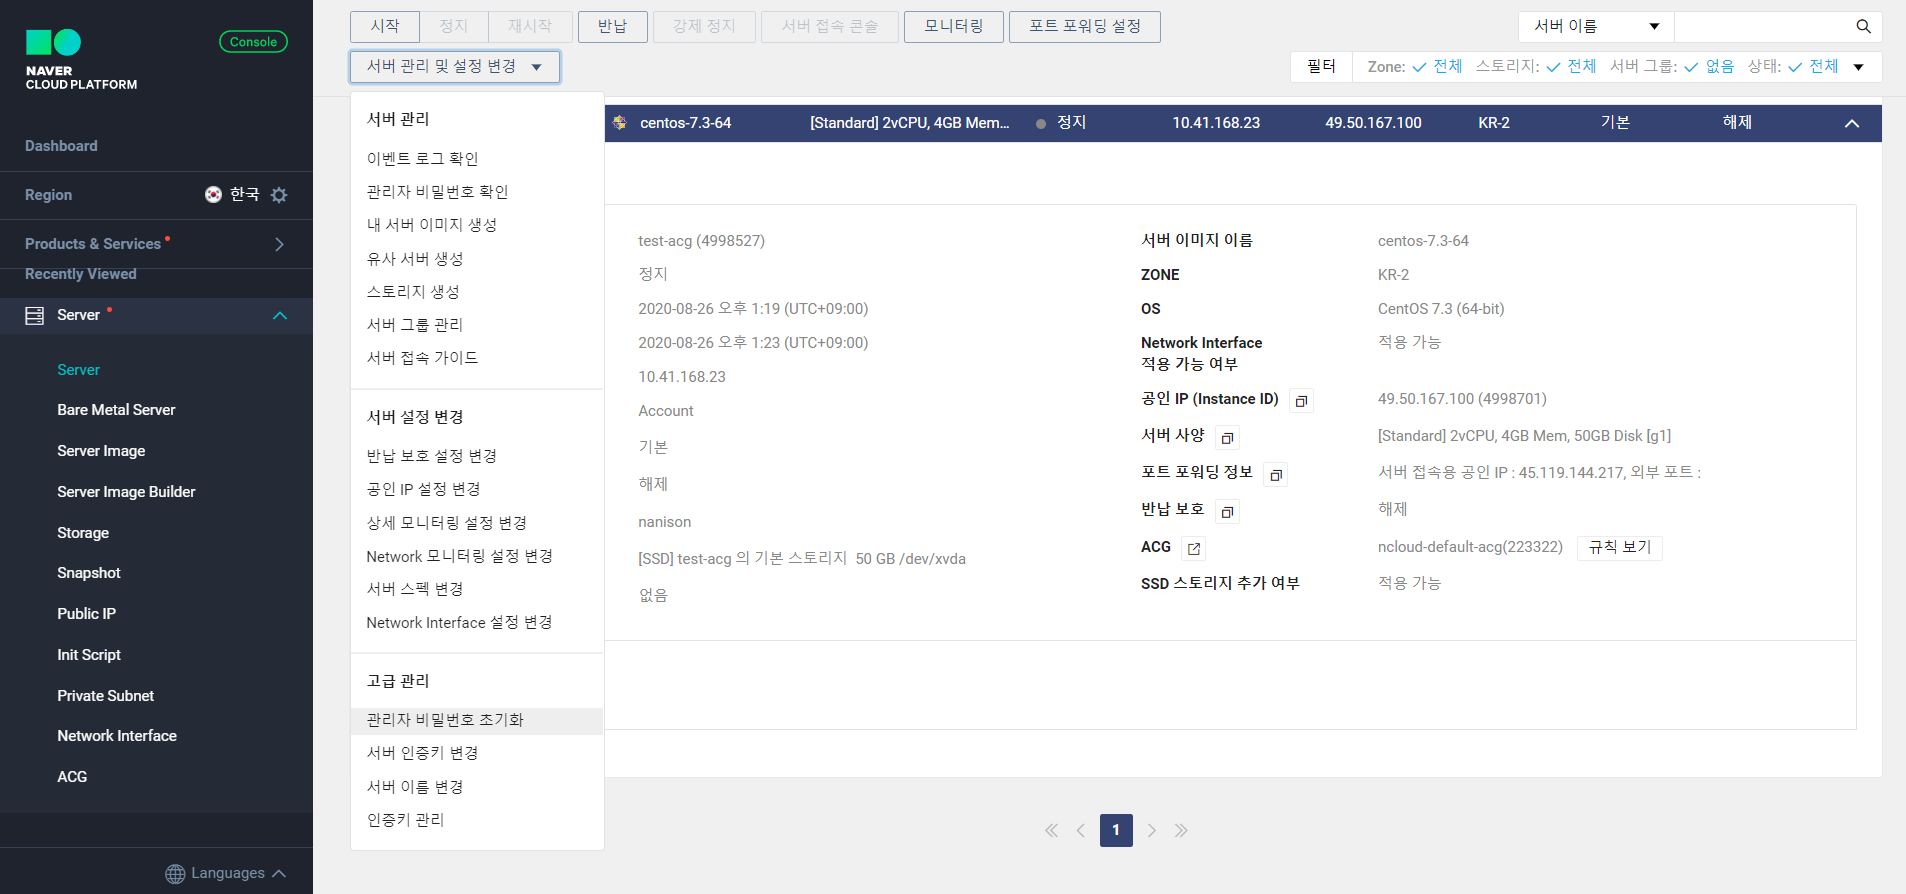 NAVER
CLOUD PLATFORM
Console
Dashboard
Region
한국
Products & Services
Recently Viewed
Server
Server
Bare Metal Server
Server Image
Server Image Builder
Storage
Snapshot
Public IP
Init Script
Private Subnet
Network Interface
ACG
Languages
시작 정지 재시작 반납 강제 정지 서버 접속 콘솔 모니터링 포트 포워딩 설정
서버 이름
서버 관리 및 설정 변경
필터 Zone: 전체 스토리지: 전체 서버 그룹: 없음 상태: 전체
서버 관리
이벤트 로그 확인
관리자 비밀번호 확인
내 서버 이미지 생성
유사 서버 생성
스토리지 생성
서버 그룹 관리
서버 접속 가이드
서버 설정 변경
반납 보호 설정 변경
공인 IP 설정 변경
상세 모니터링 설정 변경
Network 모니터링 설정 변경
서버 스펙 변경
Network Interface 설정 변경
고급 관리
관리자 비밀번호 초기화
서버 인증키 변경
서버 이름 변경
인증키 관리
centos-7.3-64 [Standard] 2vCPU, 4GB Mem... 정지 10.41.168.23 49.50.167.100 KR-2 기본 해제
test-acg (4998527)
정지
2020-08-26 오후 1:19 (UTC+09:00)
2020-08-26 오후 1:23 (UTC+09:00)
10.41.168.23
Account
기본
해제
nanison
[SSD] test-acg 의 기본 스토리지 50 GB /dev/xvda
없음
서버 이미지 이름 centos-7.3-64
ZONE KR-2
OS CentOS 7.3 (64-bit)
Network Interface 적용 가능
적용 가능 여부
공인 IP (Instance ID) 49.50.167.100 (4998701)
서버 사양 [Standard] 2vCPU, 4GB Mem, 50GB Disk [g1]
포트 포워딩 정보 서버 접속용 공인 IP : 45.119.144.217, 외부 포트 :
반납 보호 해제
ACG ncloud-default-acg(223322) 규칙 보기
SSD 스토리지 추가 여부 적용 가능
1